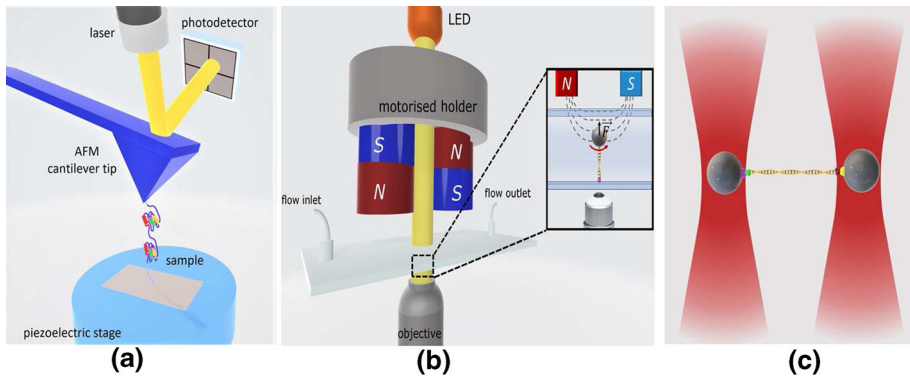 laser
photodetector
AFM
cantilever tip
sample
piezoelectric stage
(a)
LED
motorised holder
S
N
N
S
flow inlet
flow outlet
objective
N
S
F
(b)
(c)